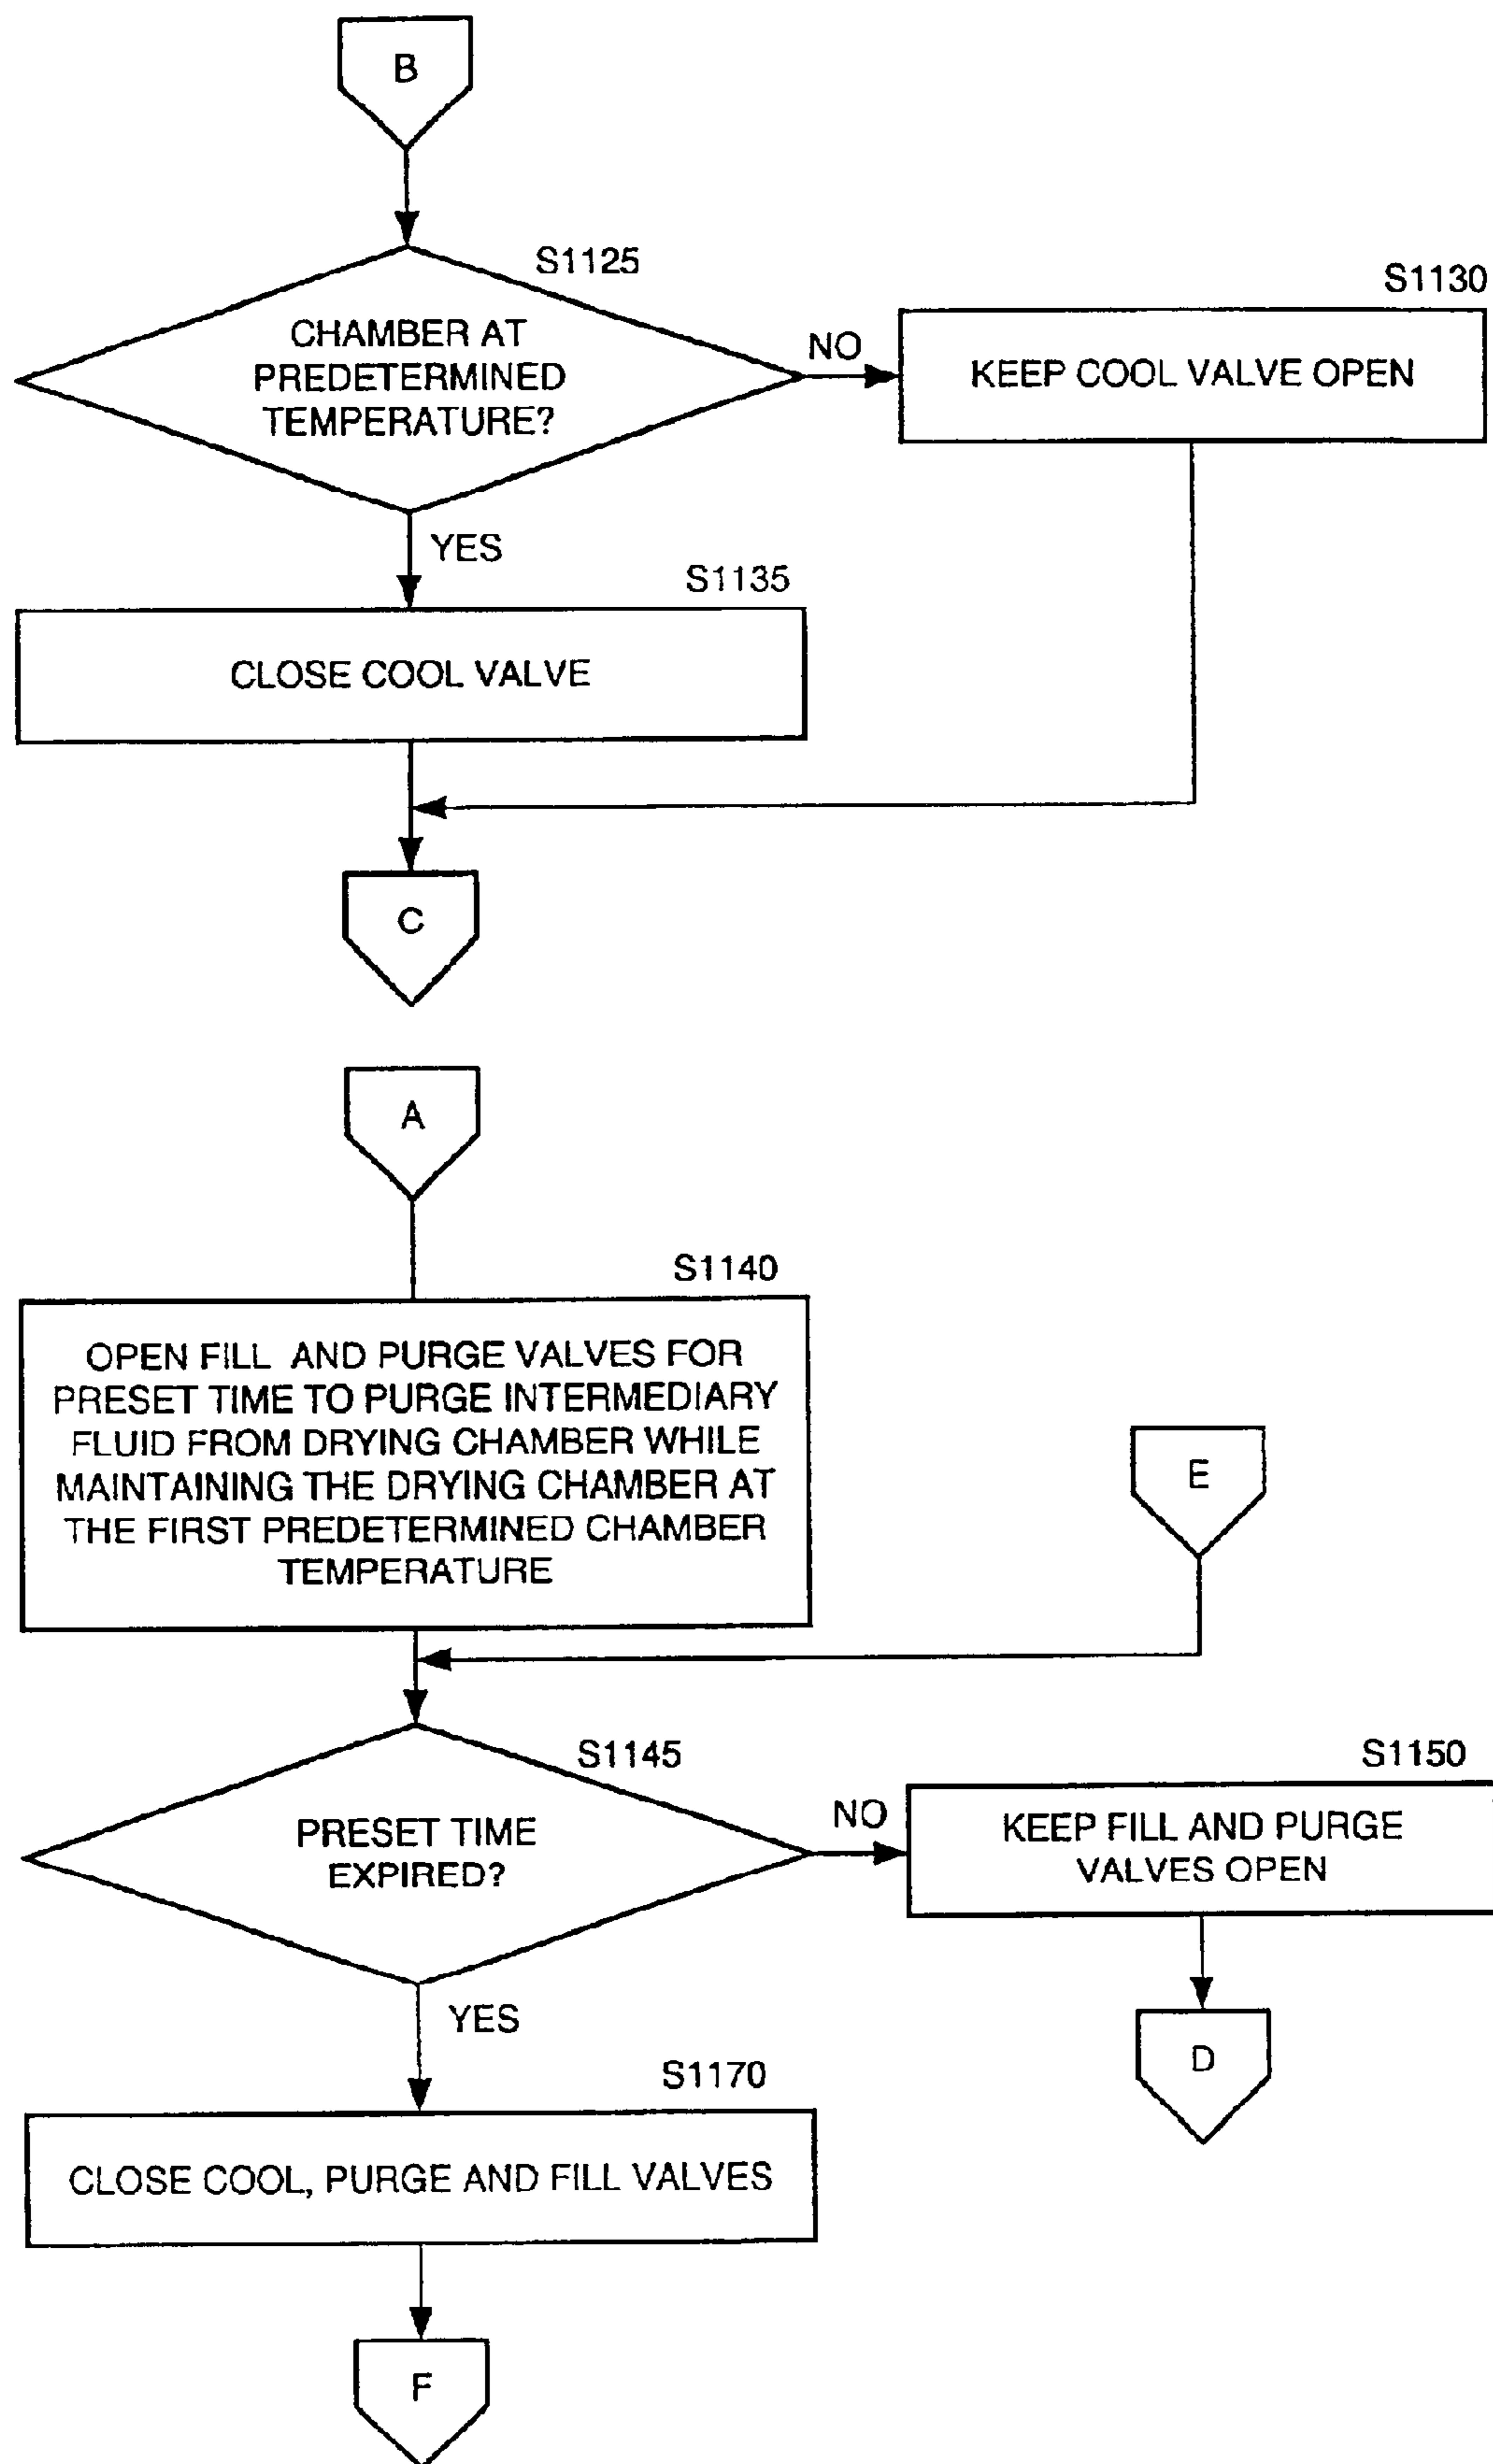 B
S1125
CHAMBER AT
PREDETERMINED
TEMPERATURE?
NO
S1130
KEEP COOL VALVE OPEN
YES
S1135
CLOSE COOL VALVE
C
A
S1140
OPEN FILL AND PURGE VALVES FOR
PRESET TIME TO PURGE INTERMEDIARY
FLUID FROM DRYING CHAMBER WHILE
MAINTAINING THE DRYING CHAMBER AT
THE FIRST PREDETERMINED CHAMBER
TEMPERATURE
E
S1145
PRESET TIME
EXPIRED?
NO
S1150
KEEP FILL AND PURGE
VALVES OPEN
D
YES
S1170
CLOSE COOL, PURGE AND FILL VALVES
F